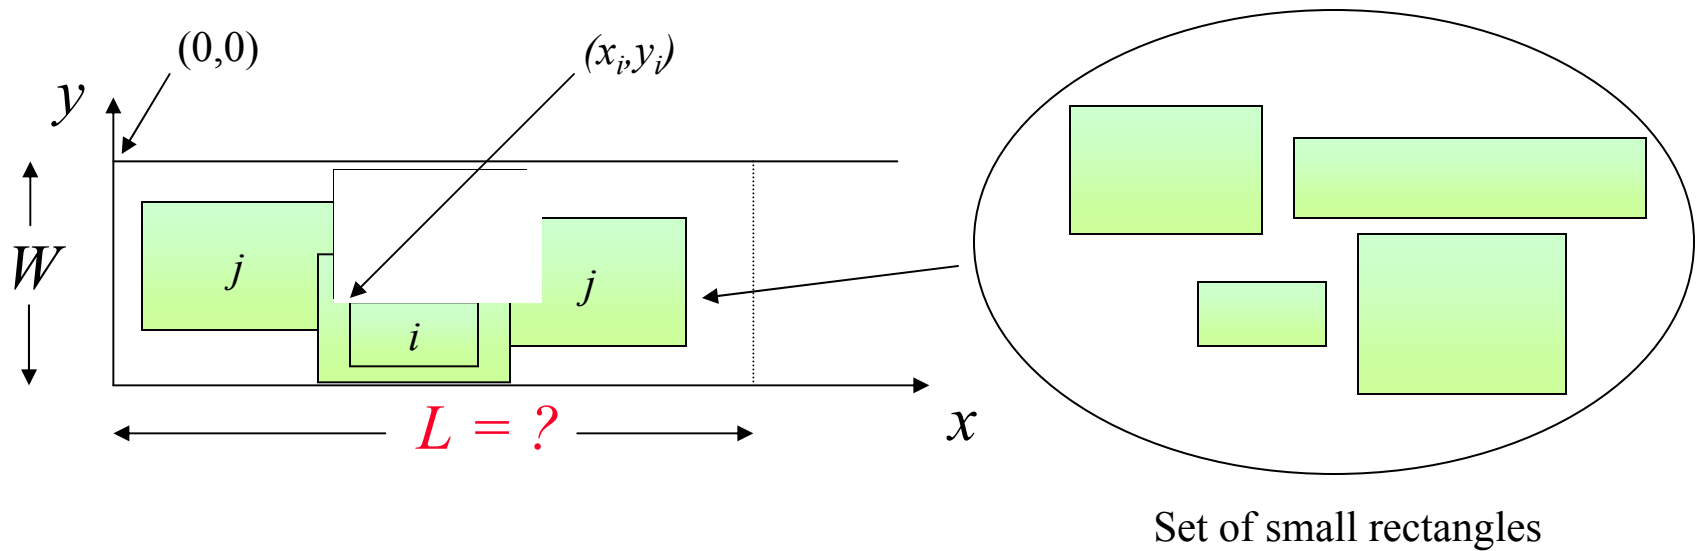 (0,0)
(xᵢ,yᵢ)
y
W
j
j
i
L = ?
x
Set of small rectangles